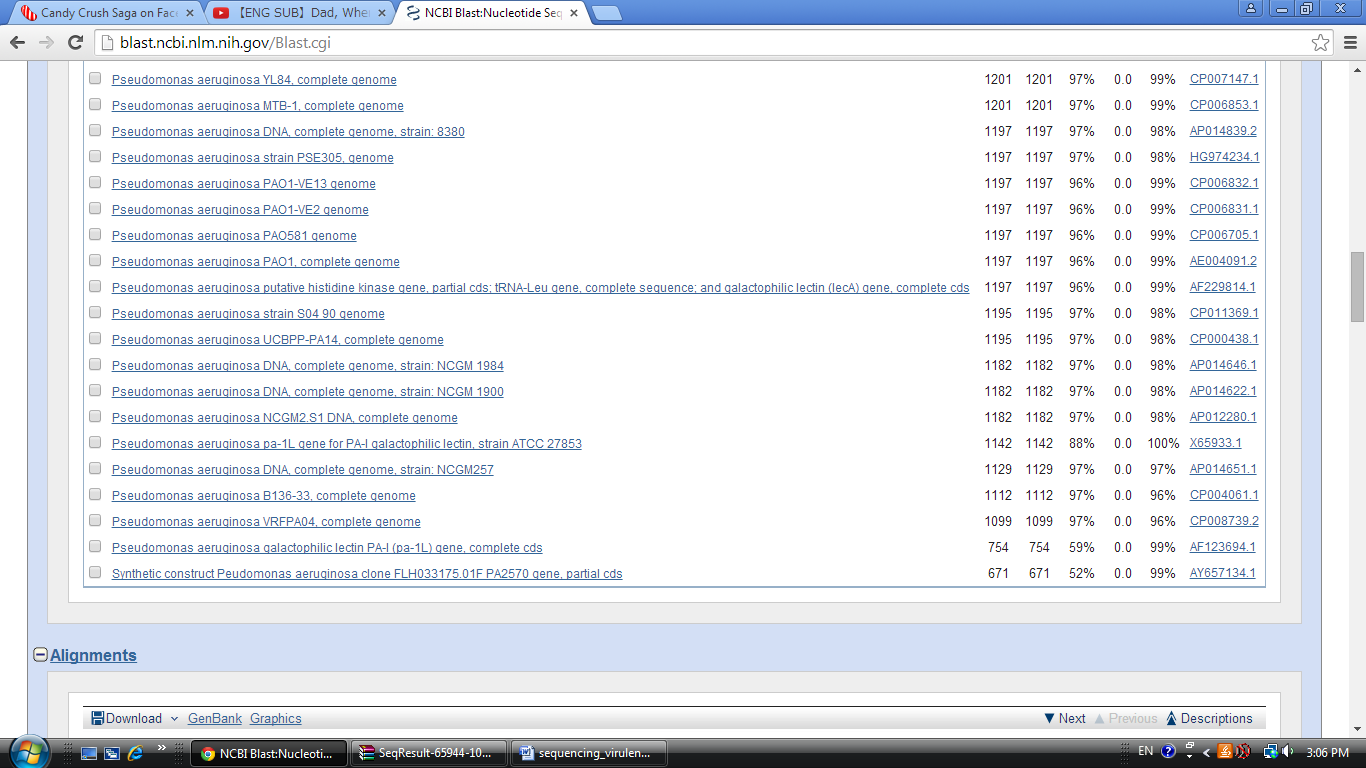 Candy Crush Saga on Fac
【ENG SUB】Dad, Whe
NCBI Blast:Nucleotide Seq
blast.ncbi.nlm.nih.gov/Blast.cgi
Pseudomonas aeruginosa YL84, complete genome 1201 1201 97% 0.0 99% CP007147.1
Pseudomonas aeruginosa MTB-1, complete genome 1201 1201 97% 0.0 99% CP006853.1
Pseudomonas aeruginosa DNA, complete genome, strain: 8380 1197 1197 97% 0.0 98% AP014839.2
Pseudomonas aeruginosa strain PSE305, genome 1197 1197 97% 0.0 98% HG974234.1
Pseudomonas aeruginosa PAO1-VE13 genome 1197 1197 96% 0.0 99% CP006832.1
Pseudomonas aeruginosa PAO1-VE2 genome 1197 1197 96% 0.0 99% CP006831.1
Pseudomonas aeruginosa PAO581 genome 1197 1197 96% 0.0 99% CP006705.1
Pseudomonas aeruginosa PAO1, complete genome 1197 1197 96% 0.0 99% AE004091.2
Pseudomonas aeruginosa putative histidine kinase gene, partial cds; tRNA-Leu gene, complete sequence; and galactophilic lectin (lecA) gene, complete cds 1197 1197 96% 0.0 99% AF229814.1
Pseudomonas aeruginosa strain S04 90 genome 1195 1195 97% 0.0 98% CP011369.1
Pseudomonas aeruginosa UCBPP-PA14, complete genome 1195 1195 97% 0.0 98% CP000438.1
Pseudomonas aeruginosa DNA, complete genome, strain: NCGM 1984 1182 1182 97% 0.0 98% AP014646.1
Pseudomonas aeruginosa DNA, complete genome, strain: NCGM 1900 1182 1182 97% 0.0 98% AP014622.1
Pseudomonas aeruginosa NCGM2.S1 DNA, complete genome 1182 1182 97% 0.0 98% AP012280.1
Pseudomonas aeruginosa pa-1L gene for PA-I galactophilic lectin, strain ATCC 27853 1142 1142 88% 0.0 100% X65933.1
Pseudomonas aeruginosa DNA, complete genome, strain: NCGM257 1129 1129 97% 0.0 97% AP014651.1
Pseudomonas aeruginosa B136-33, complete genome 1112 1112 97% 0.0 96% CP004061.1
Pseudomonas aeruginosa VRFPA04, complete genome 1099 1099 97% 0.0 96% CP008739.2
Pseudomonas aeruginosa galactophilic lectin PA-I (pa-1L) gene, complete cds 754 754 59% 0.0 99% AF123694.1
Synthetic construct Peudomonas aeruginosa clone FLH033175.01F PA2570 gene, partial cds 671 671 52% 0.0 99% AY657134.1
Alignments
Download GenBank Graphics Next Previous Descriptions
NCBI Blast:Nucleoti... SeqResult-65944-10... sequencing_virulen... EN 3:06 PM